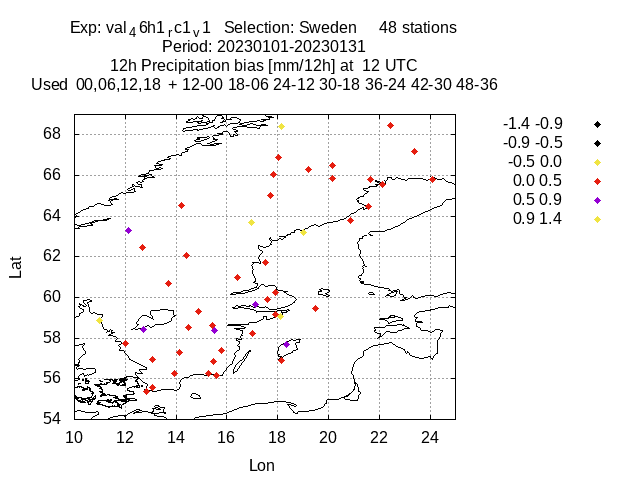 Exp: val₄6h1ᵣc1ᵥ1 Selection: Sweden 48 stations
Period: 20230101-20230131
12h Precipitation bias [mm/12h] at 12 UTC
Used 00,06,12,18 + 12-00 18-06 24-12 30-18 36-24 42-30 48-36
-1.4 -0.9
-0.9 -0.5
-0.5 0.0
0.0 0.5
0.5 0.9
0.9 1.4
Lat
68
66
64
62
60
58
56
54
10 12 14 16 18 20 22 24
Lon